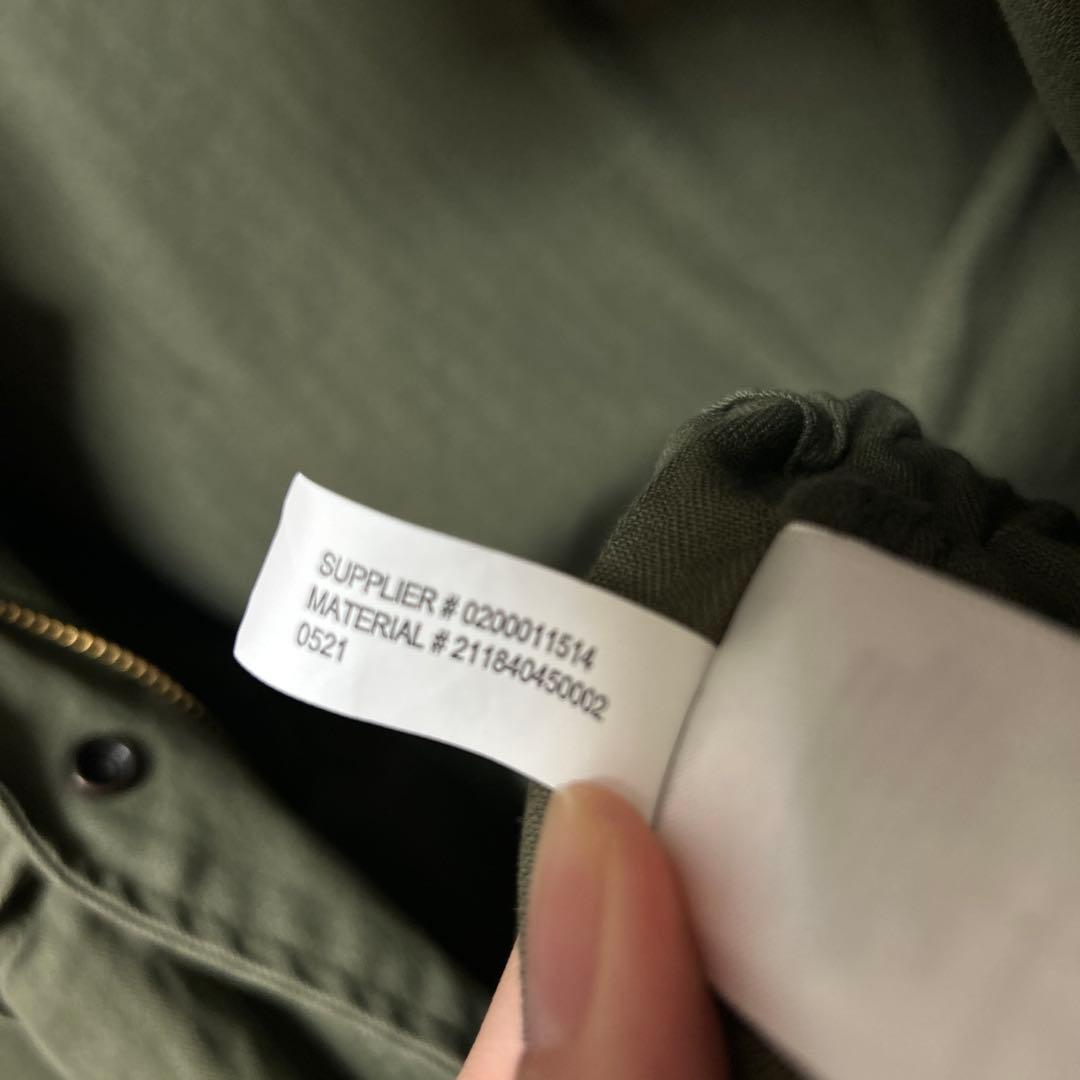 SUPPLIER # 0200011514
MATERIAL # 211840450002
0521